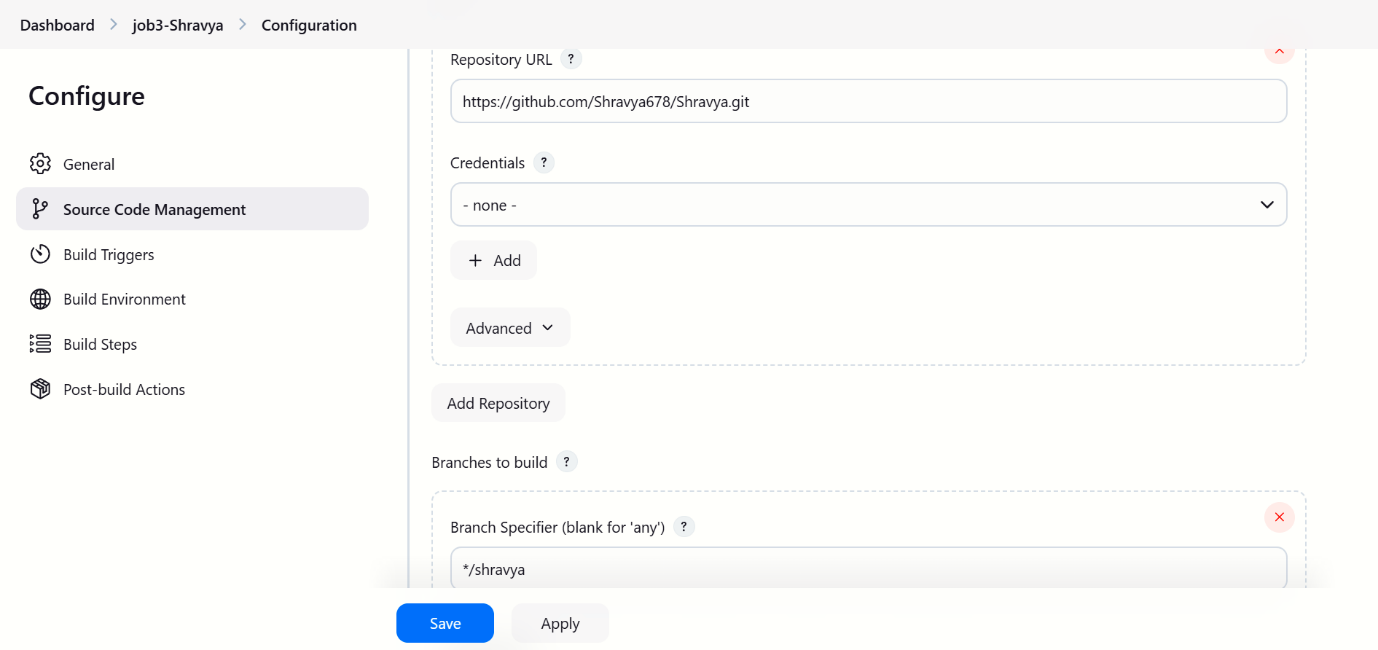 Dashboard > job3-Shravya > Configuration
Configure
General
Source Code Management
Build Triggers
Build Environment
Build Steps
Post-build Actions
Repository URL ?
https://github.com/Shravya678/Shravya.git
Credentials ?
- none -
+ Add
Advanced
Add Repository
Branches to build ?
Branch Specifier (blank for 'any') ?
*/shravya
Save
Apply